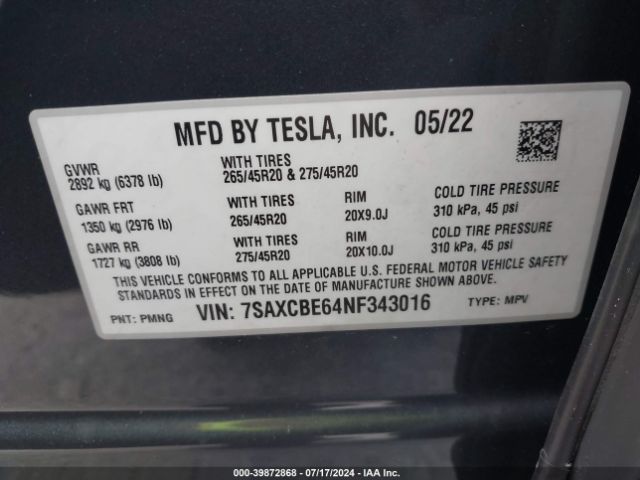 MFD BY TESLA, INC. 05/22
GVWR
2892 kg (6378 lb)
WITH TIRES
265/45R20 & 275/45R20
GAWR FRT
1350 kg (2976 lb)
WITH TIRES
265/45R20
RIM
20X9.0J
COLD TIRE PRESSURE
310 kPa, 45 psi
GAWR RR
1727 kg (3808 lb)
WITH TIRES
275/45R20
RIM
20X10.0J
COLD TIRE PRESSURE
310 kPa, 45 psi
THIS VEHICLE CONFORMS TO ALL APPLICABLE U.S. FEDERAL MOTOR VEHICLE SAFETY
STANDARDS IN EFFECT ON THE DATE OF MANUFACTURE SHOWN ABOVE.
PNT: PMNG VIN: 7SAXCBE64NF343016 TYPE: MPV
000-39872868 - 07/17/2024 - IAA Inc.